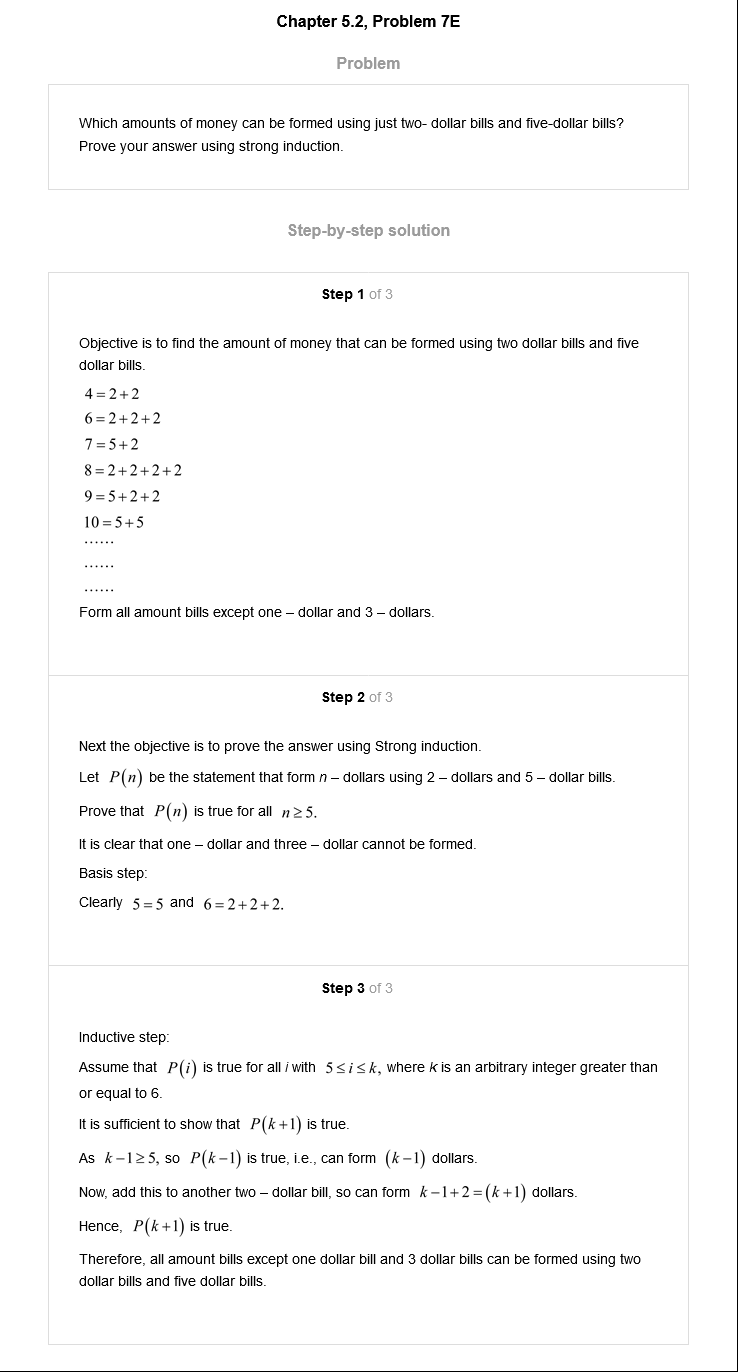 Chapter 5.2, Problem 7E
Problem
Which amounts of money can be formed using just two- dollar bills and five-dollar bills?
Prove your answer using strong induction.
Step-by-step solution
Step 1 of 3
Objective is to find the amount of money that can be formed using two dollar bills and five
dollar bills.
4 = 2 + 2
6 = 2 + 2 + 2
7 = 5 + 2
8 = 2 + 2 + 2 + 2
9 = 5 + 2 + 2
10 = 5 + 5
......
......
......
Form all amount bills except one – dollar and 3 – dollars.
Step 2 of 3
Next the objective is to prove the answer using Strong induction.
Let P(n) be the statement that form n – dollars using 2 – dollars and 5 – dollar bills.
Prove that P(n) is true for all n ≥ 5.
It is clear that one – dollar and three – dollar cannot be formed.
Basis step:
Clearly 5 = 5 and 6 = 2 + 2 + 2.
Step 3 of 3
Inductive step:
Assume that P(i) is true for all i with 5 ≤ i ≤ k, where k is an arbitrary integer greater than
or equal to 6.
It is sufficient to show that P(k + 1) is true.
As k − 1 ≥ 5, so P(k − 1) is true, i.e., can form (k − 1) dollars.
Now, add this to another two – dollar bill, so can form k − 1 + 2 = (k + 1) dollars.
Hence, P(k + 1) is true.
Therefore, all amount bills except one dollar bill and 3 dollar bills can be formed using two
dollar bills and five dollar bills.